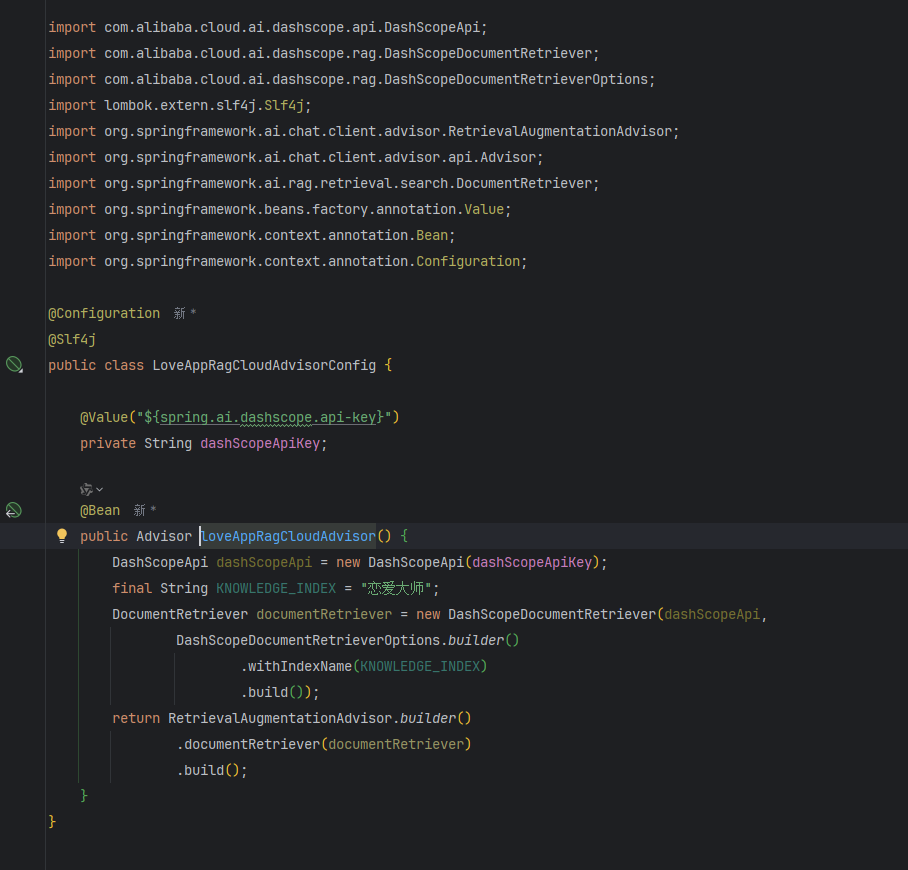 import com.alibaba.cloud.ai.dashscope.api.DashScopeApi;
import com.alibaba.cloud.ai.dashscope.rag.DashScopeDocumentRetriever;
import com.alibaba.cloud.ai.dashscope.rag.DashScopeDocumentRetrieverOptions;
import lombok.extern.slf4j.Slf4j;
import org.springframework.ai.chat.client.advisor.RetrievalAugmentationAdvisor;
import org.springframework.ai.chat.client.advisor.api.Advisor;
import org.springframework.ai.rag.retrieval.search.DocumentRetriever;
import org.springframework.beans.factory.annotation.Value;
import org.springframework.context.annotation.Bean;
import org.springframework.context.annotation.Configuration;
@Configuration 新 *
@Slf4j
public class LoveAppRagCloudAdvisorConfig {
@Value("${spring.ai.dashscope.api-key}")
private String dashScopeApiKey;
@Bean 新 *
public Advisor loveAppRagCloudAdvisor() {
DashScopeApi dashScopeApi = new DashScopeApi(dashScopeApiKey);
final String KNOWLEDGE_INDEX = "恋爱大师";
DocumentRetriever documentRetriever = new DashScopeDocumentRetriever(dashScopeApi,
DashScopeDocumentRetrieverOptions.builder()
.withIndexName(KNOWLEDGE_INDEX)
.build());
return RetrievalAugmentationAdvisor.builder()
.documentRetriever(documentRetriever)
.build();
}
}